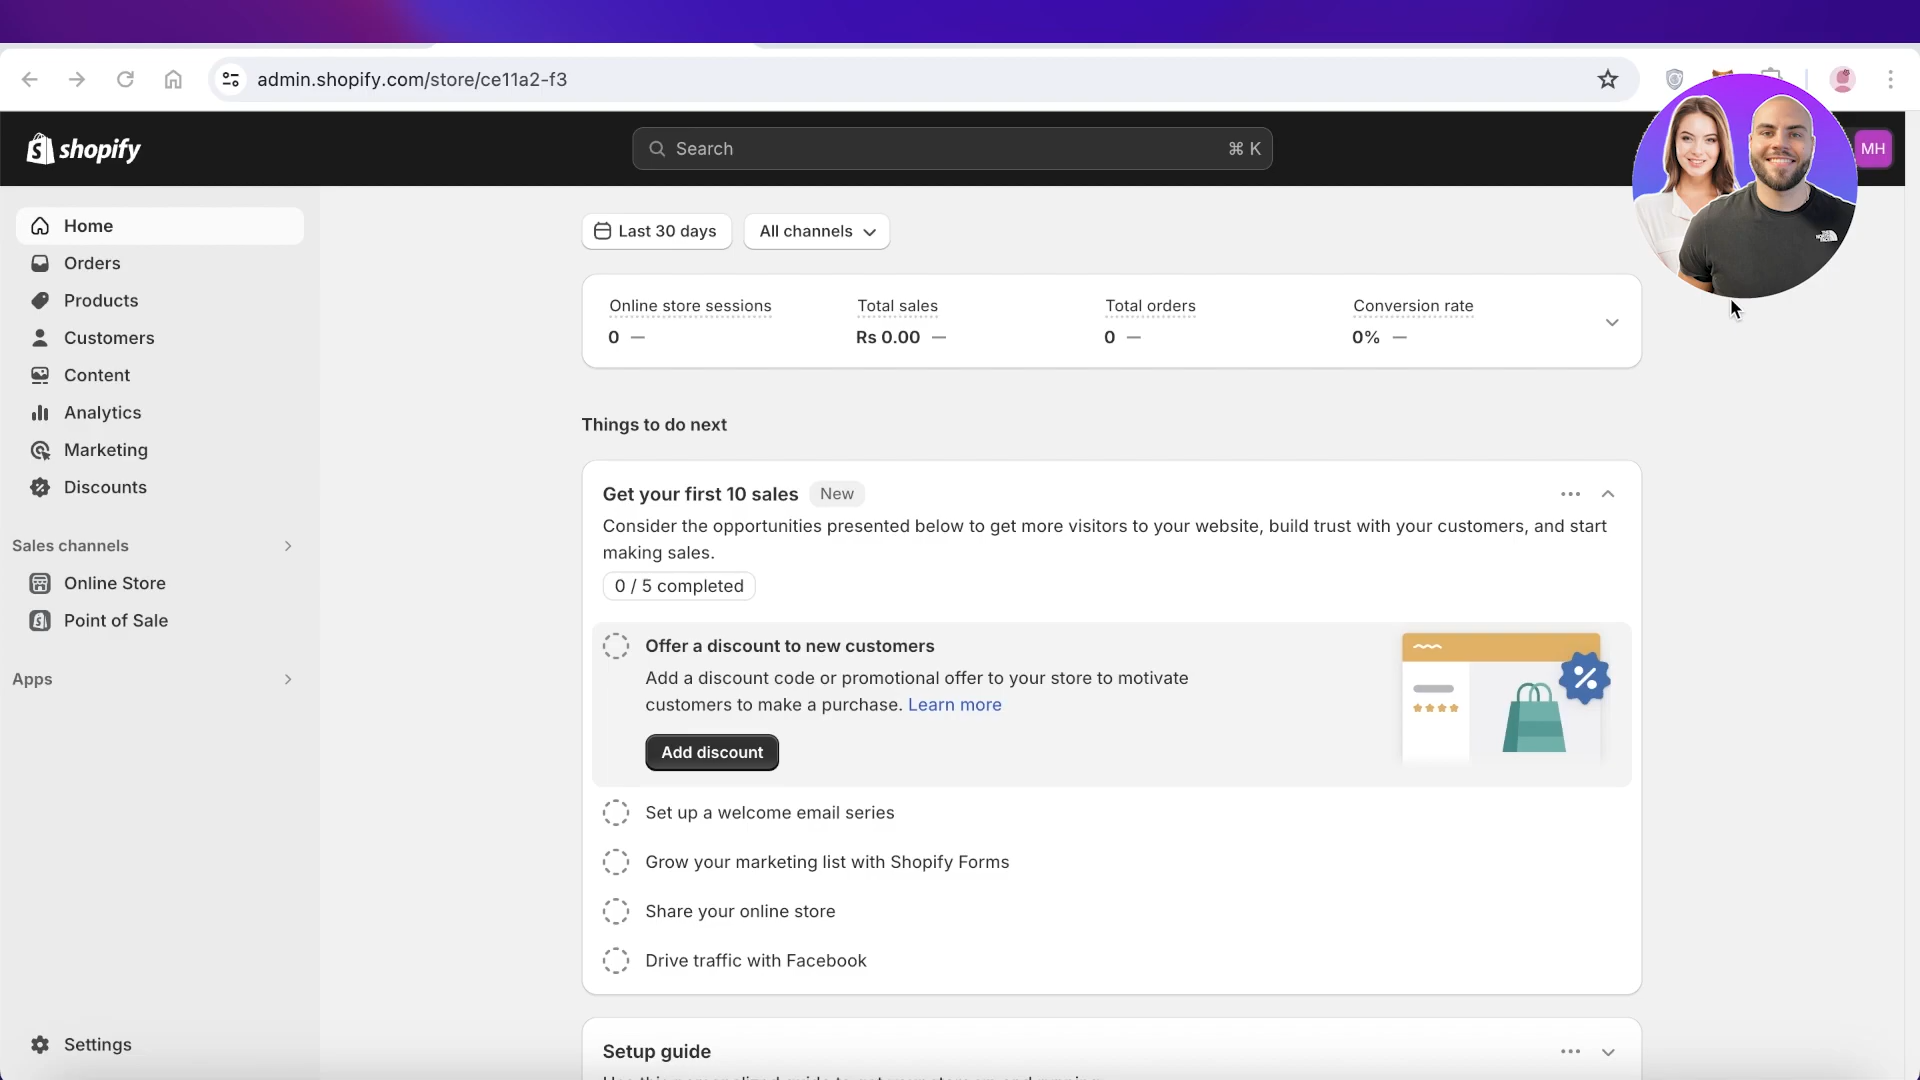 admin.shopify.com/store/ce11a2-f3
shopify
Search
⌘ K
MH
Home
Orders
Products
Customers
Content
Analytics
Marketing
Discounts
Sales channels
Online Store
Point of Sale
Apps
Settings
Last 30 days
All channels
Online store sessions
0 —
Total sales
Rs 0.00 —
Total orders
0 —
Conversion rate
0% —
Things to do next
Get your first 10 sales New
Consider the opportunities presented below to get more visitors to your website, build trust with your customers, and start
making sales.
0 / 5 completed
Offer a discount to new customers
Add a discount code or promotional offer to your store to motivate
customers to make a purchase. Learn more
Add discount
Set up a welcome email series
Grow your marketing list with Shopify Forms
Share your online store
Drive traffic with Facebook
Setup guide